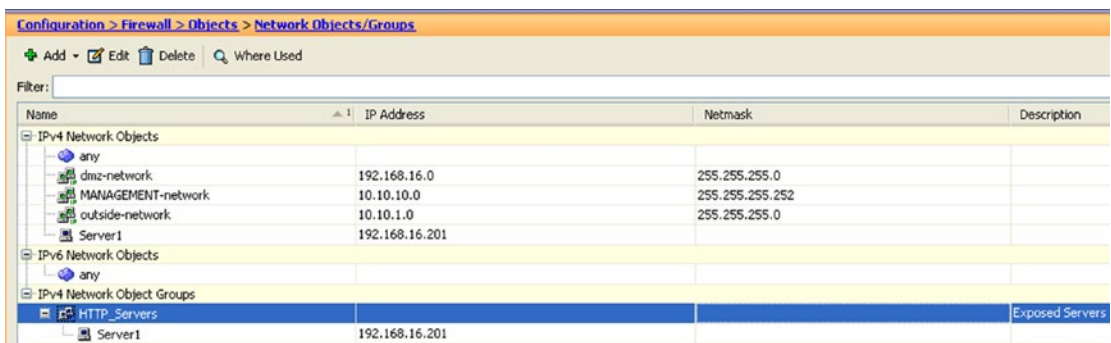 Configuration > Firewall > Objects > Network Objects/Groups
Add Edit Delete Where Used
Filter:
Name 1 IP Address Netmask Description
IPv4 Network Objects
any
dmz-network 192.168.16.0 255.255.255.0
MANAGEMENT-network 10.10.10.0 255.255.255.252
outside-network 10.10.1.0 255.255.255.0
Server1 192.168.16.201
IPv6 Network Objects
any
IPv4 Network Object Groups
HTTP_Servers Exposed Servers
Server1 192.168.16.201